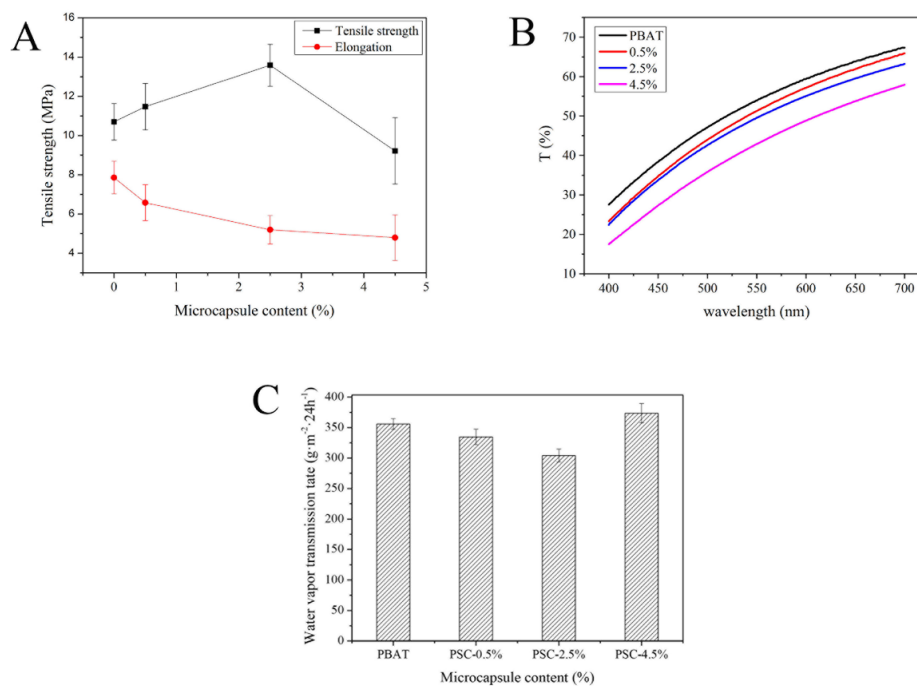 A
Tensile strength
Elongation
Tensile strength (MPa)
16
14
12
10
8
6
4
0 1 2 3 4 5
Microcapsule content (%)
B
PBAT
0.5%
2.5%
4.5%
T (%)
70
60
50
40
30
20
10
400 450 500 550 600 650 700
wavelength (nm)
C
Water vapor transmission tate (g·m⁻²·24h⁻¹)
400
350
300
250
200
150
100
50
0
PBAT PSC-0.5% PSC-2.5% PSC-4.5%
Microcapsule content (%)